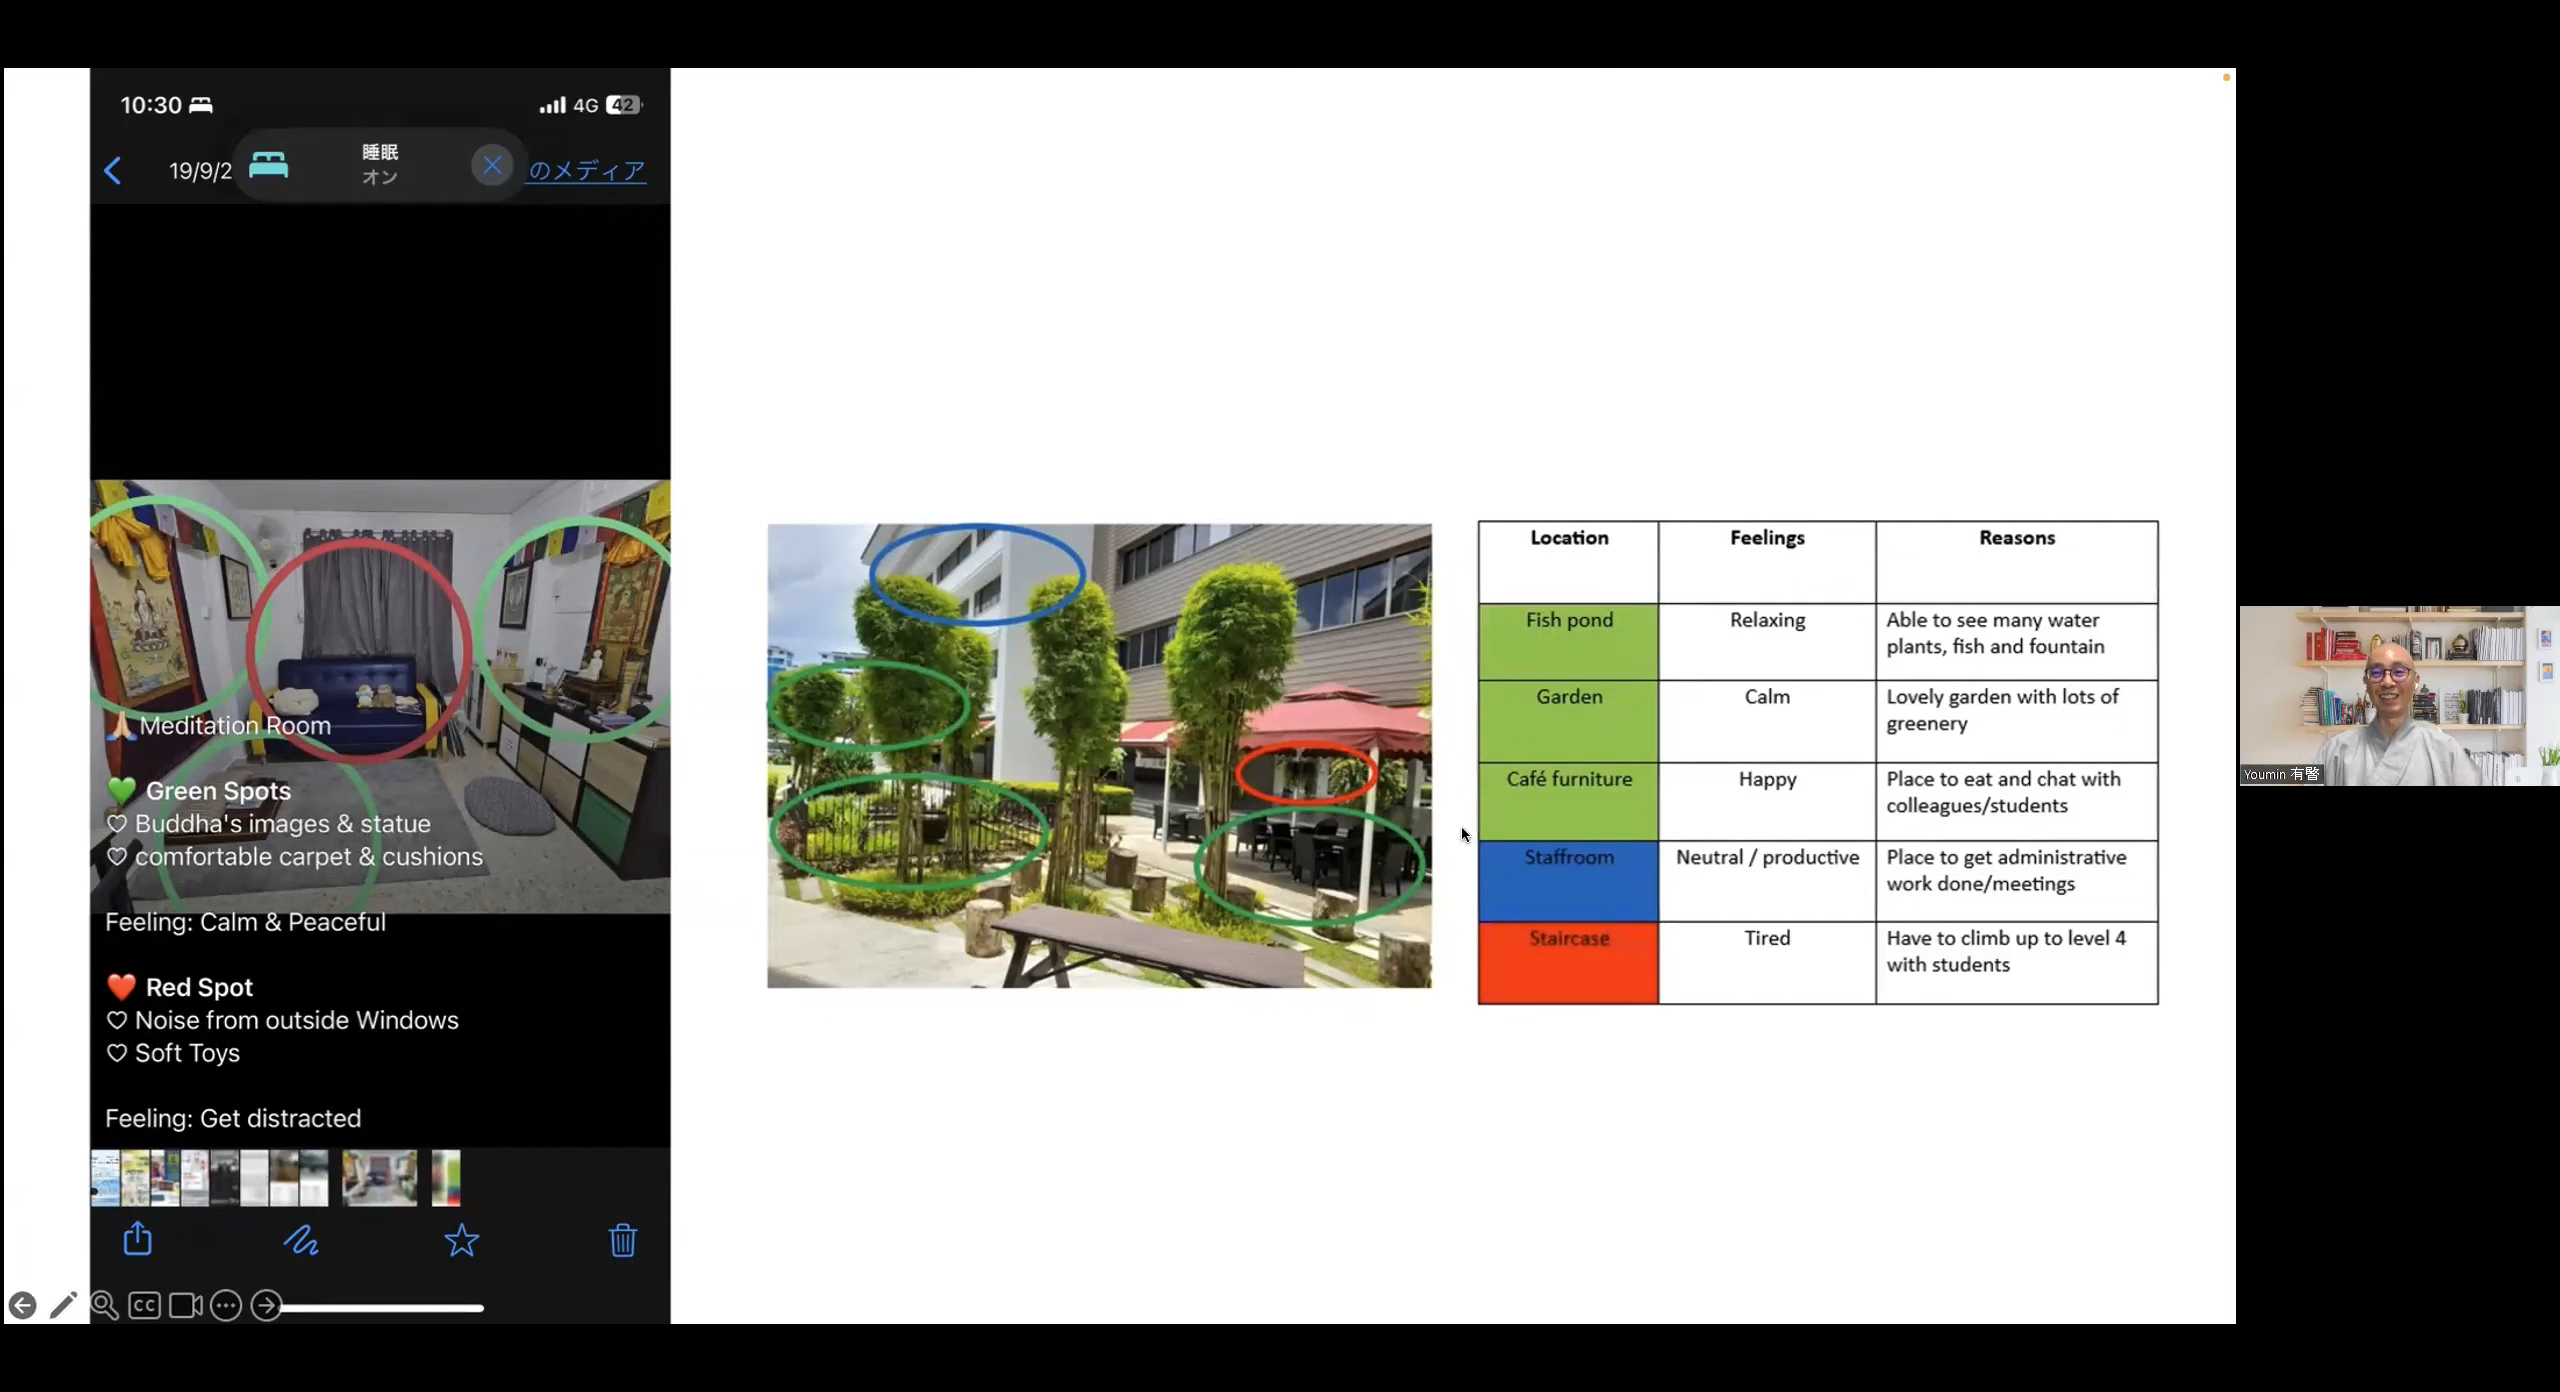 10:30
4G 42
19/9/2
睡眠
オン
のメディア
🙏Meditation Room
💚 Green Spots
♡ Buddha's images & statue
♡ comfortable carpet & cushions
Feeling: Calm & Peaceful
❤️ Red Spot
♡ Noise from outside Windows
♡ Soft Toys
Feeling: Get distracted
CC
Location Feelings Reasons
Fish pond Relaxing Able to see many water
plants, fish and fountain
Garden Calm Lovely garden with lots of
greenery
Café furniture Happy Place to eat and chat with
colleagues/students
Staffroom Neutral / productive Place to get administrative
work done/meetings
Staircase Tired Have to climb up to level 4
with students
Youmin 有暋